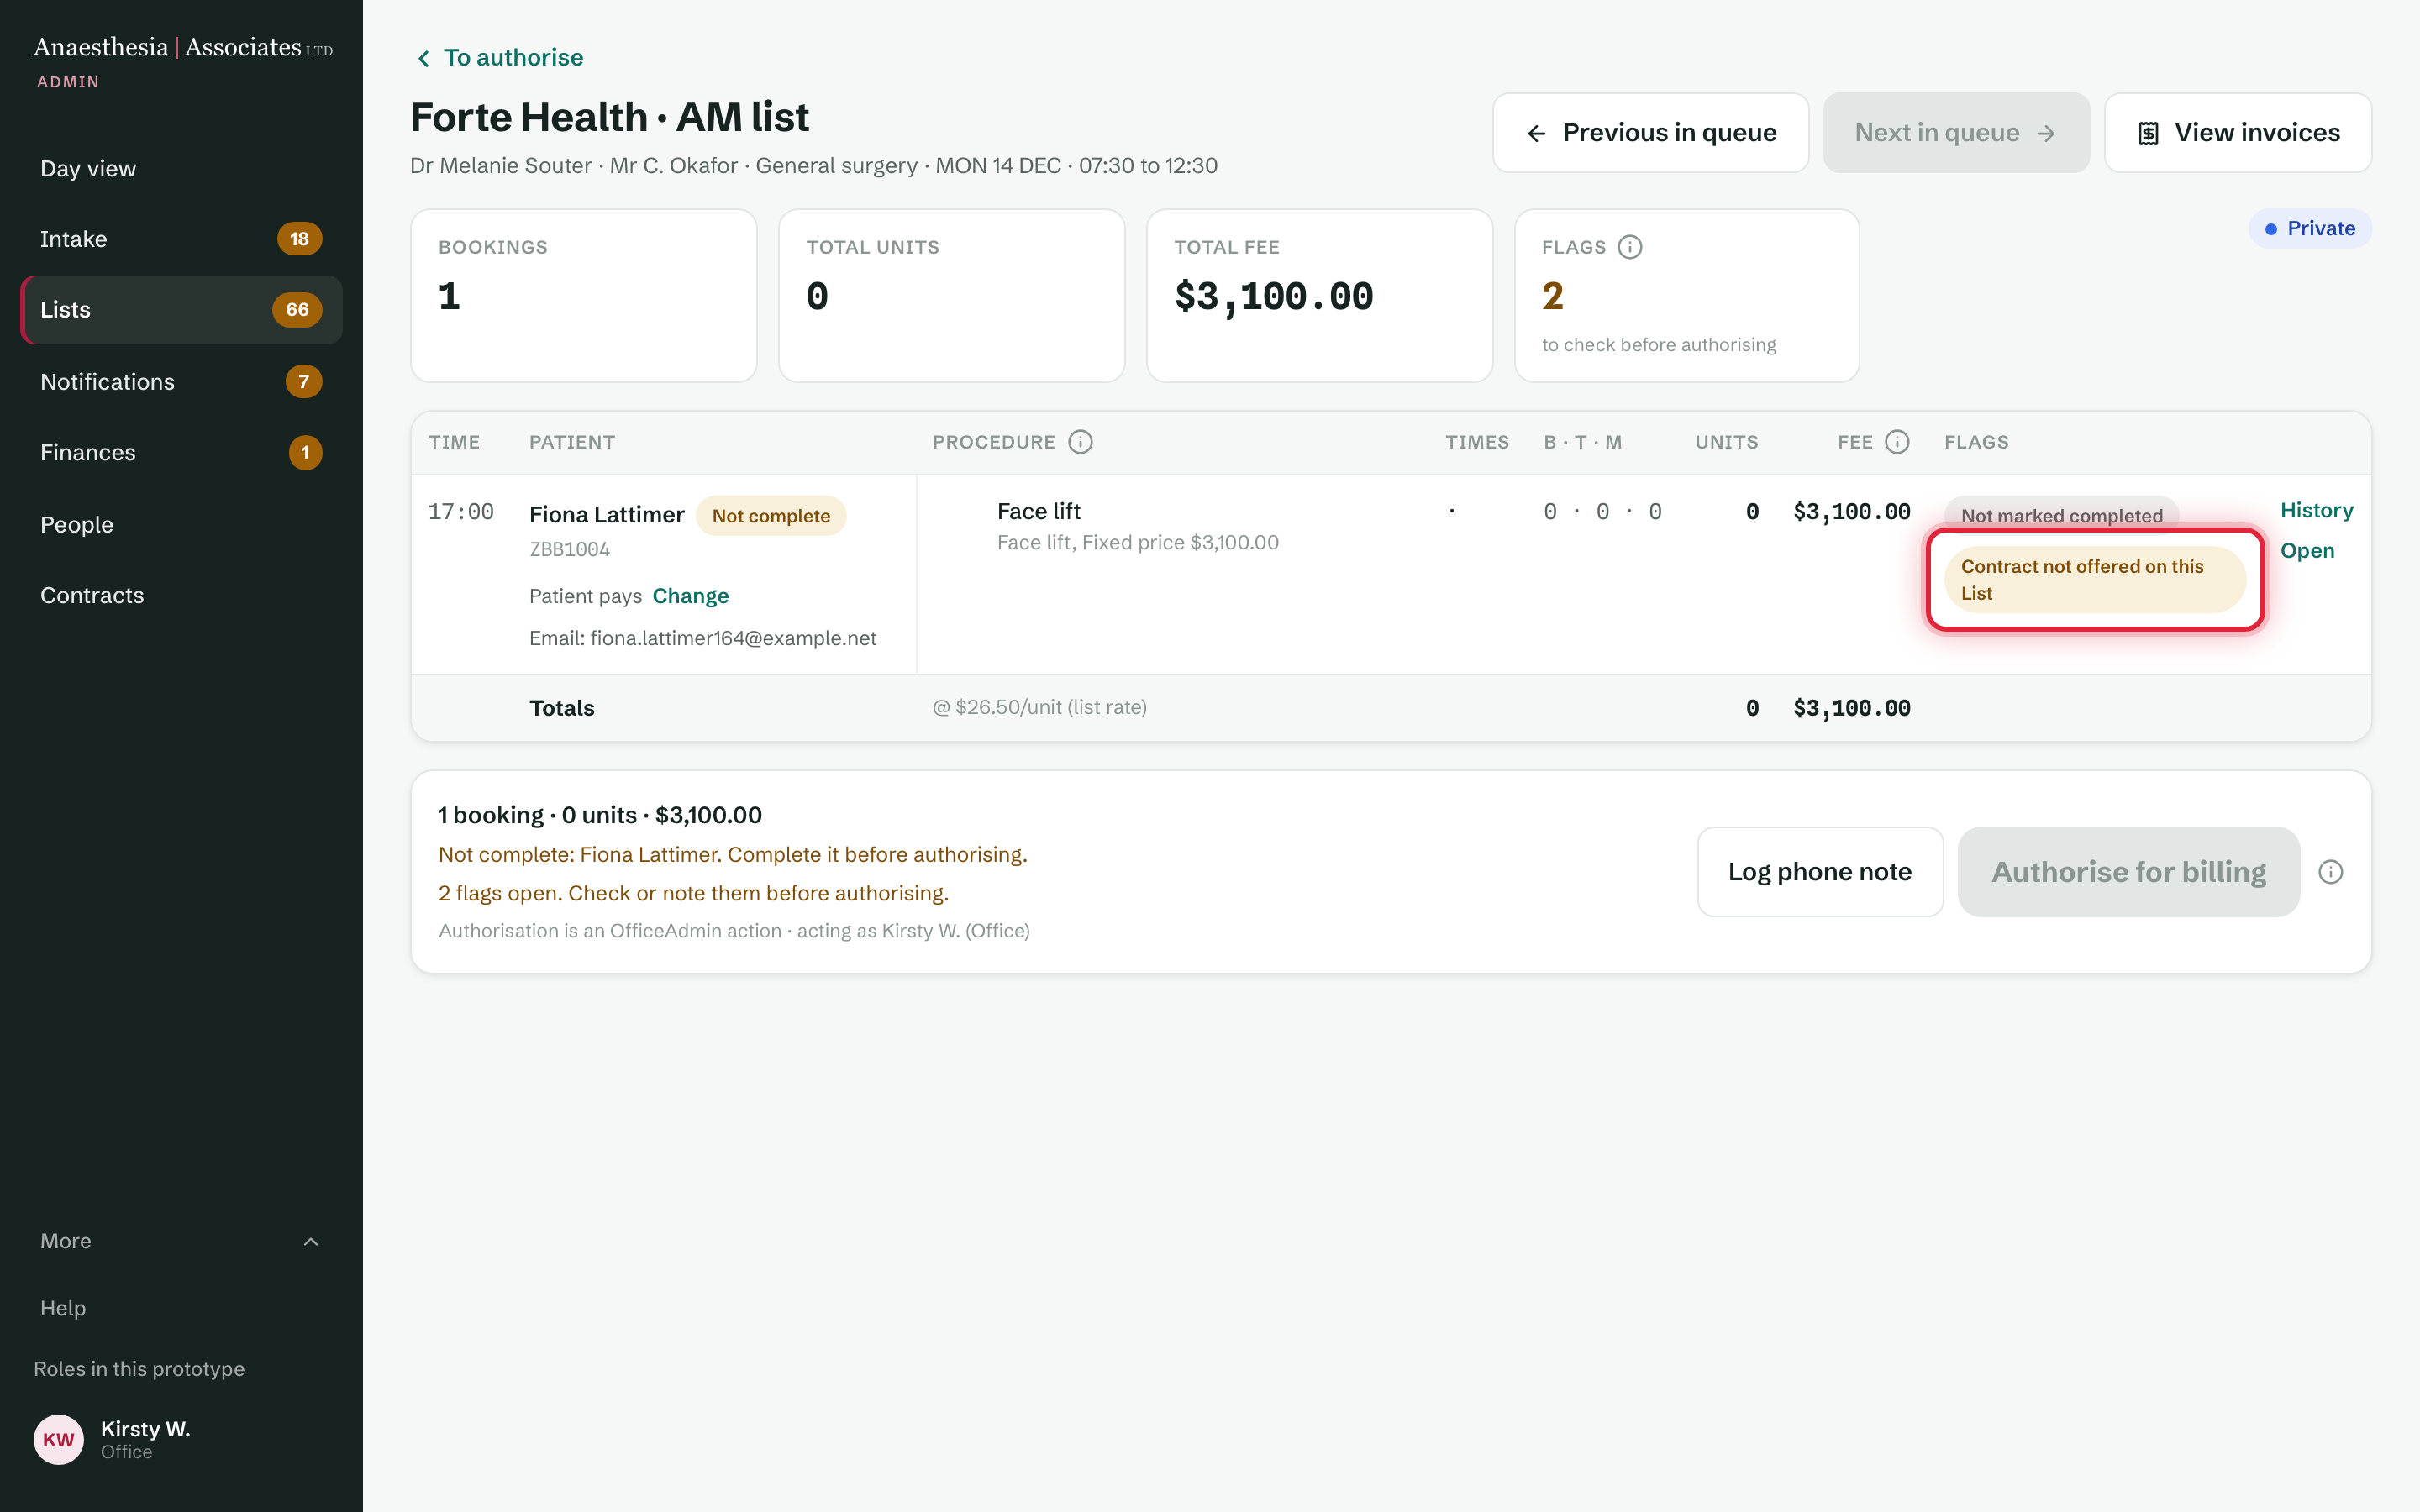 Anaesthesia | Associates LTD
ADMIN
Day view
Intake 18
Lists 66
Notifications 7
Finances 1
People
Contracts
More
Help
Roles in this prototype
KW Kirsty W.
Office
To authorise
Forte Health · AM list
Dr Melanie Souter · Mr C. Okafor · General surgery · MON 14 DEC · 07:30 to 12:30
← Previous in queue
Next in queue →
View invoices
BOOKINGS
1
TOTAL UNITS
0
TOTAL FEE
$3,100.00
FLAGS
2
to check before authorising
Private
TIME PATIENT PROCEDURE TIMES B · T · M UNITS FEE FLAGS
17:00 Fiona Lattimer Not complete Face lift · 0 · 0 · 0 0 $3,100.00 Not marked completed History
ZBB1004 Face lift, Fixed price $3,100.00 Contract not offered on this Open
List
Patient pays Change
Email: fiona.lattimer164@example.net
Totals @ $26.50/unit (list rate) 0 $3,100.00
1 booking · 0 units · $3,100.00
Not complete: Fiona Lattimer. Complete it before authorising.
2 flags open. Check or note them before authorising.
Authorisation is an OfficeAdmin action · acting as Kirsty W. (Office)
Log phone note
Authorise for billing